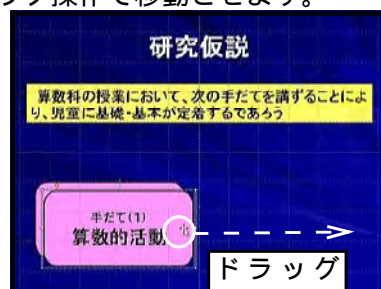 ック操作で移動させます。
研究仮説
算数科の授業において、次の手だてを講ずることによ
り、児童に基礎・基本が定着するであろう
手だて(1)
算数的活動
ドラッグ